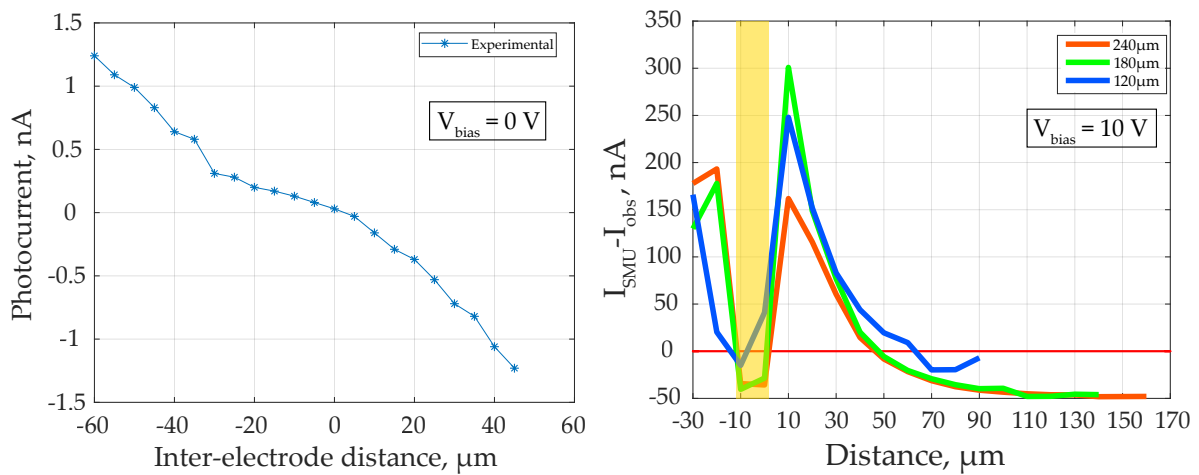 1.5
1
0.5
0
-0.5
-1
-1.5
Photocurrent, nA
Experimental
V_bias = 0 V
-60 -40 -20 0 20 40 60
Inter-electrode distance, μm
350
300
250
200
150
100
50
0
-50
I_SMU-I_obs, nA
240μm
180μm
120μm
V_bias = 10 V
-30 -10 10 30 50 70 90 110 130 150 170
Distance, μm